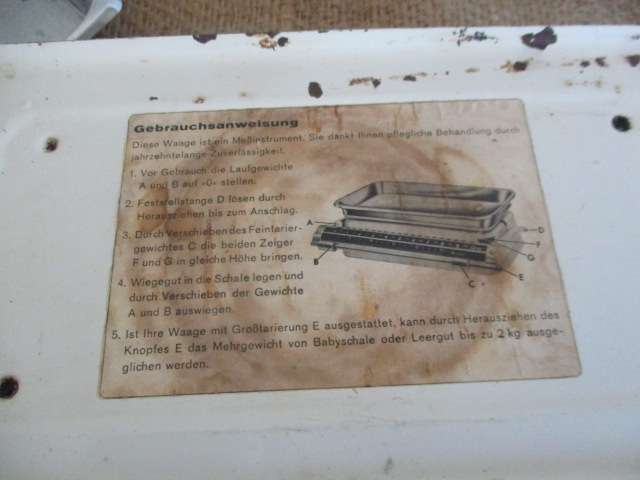 Gebrauchsanweisung
Diese Waage ist ein Meßinstrument. Sie dankt Ihnen pflegliche Behandlung durch
jahrzehntelange Zuverlässigkeit.
1. Vor Gebrauch die Laufgewichte
A und B auf »0« stellen.
2. Feststellstange D lösen durch
Herausziehen bis zum Anschlag.
3. Durch Verschieben des Feintarier-
gewichtes C die beiden Zeiger
F und G in gleiche Höhe bringen.
4. Wiegegut in die Schale legen und
durch Verschieben der Gewichte
A und B auswiegen.
A
B
D
F
G
E
C
5. Ist Ihre Waage mit Großtarierung E ausgestattet, kann durch Herausziehen des
Knopfes E das Mehrgewicht von Babyschale oder Leergut bis zu 2 kg ausge-
glichen werden.